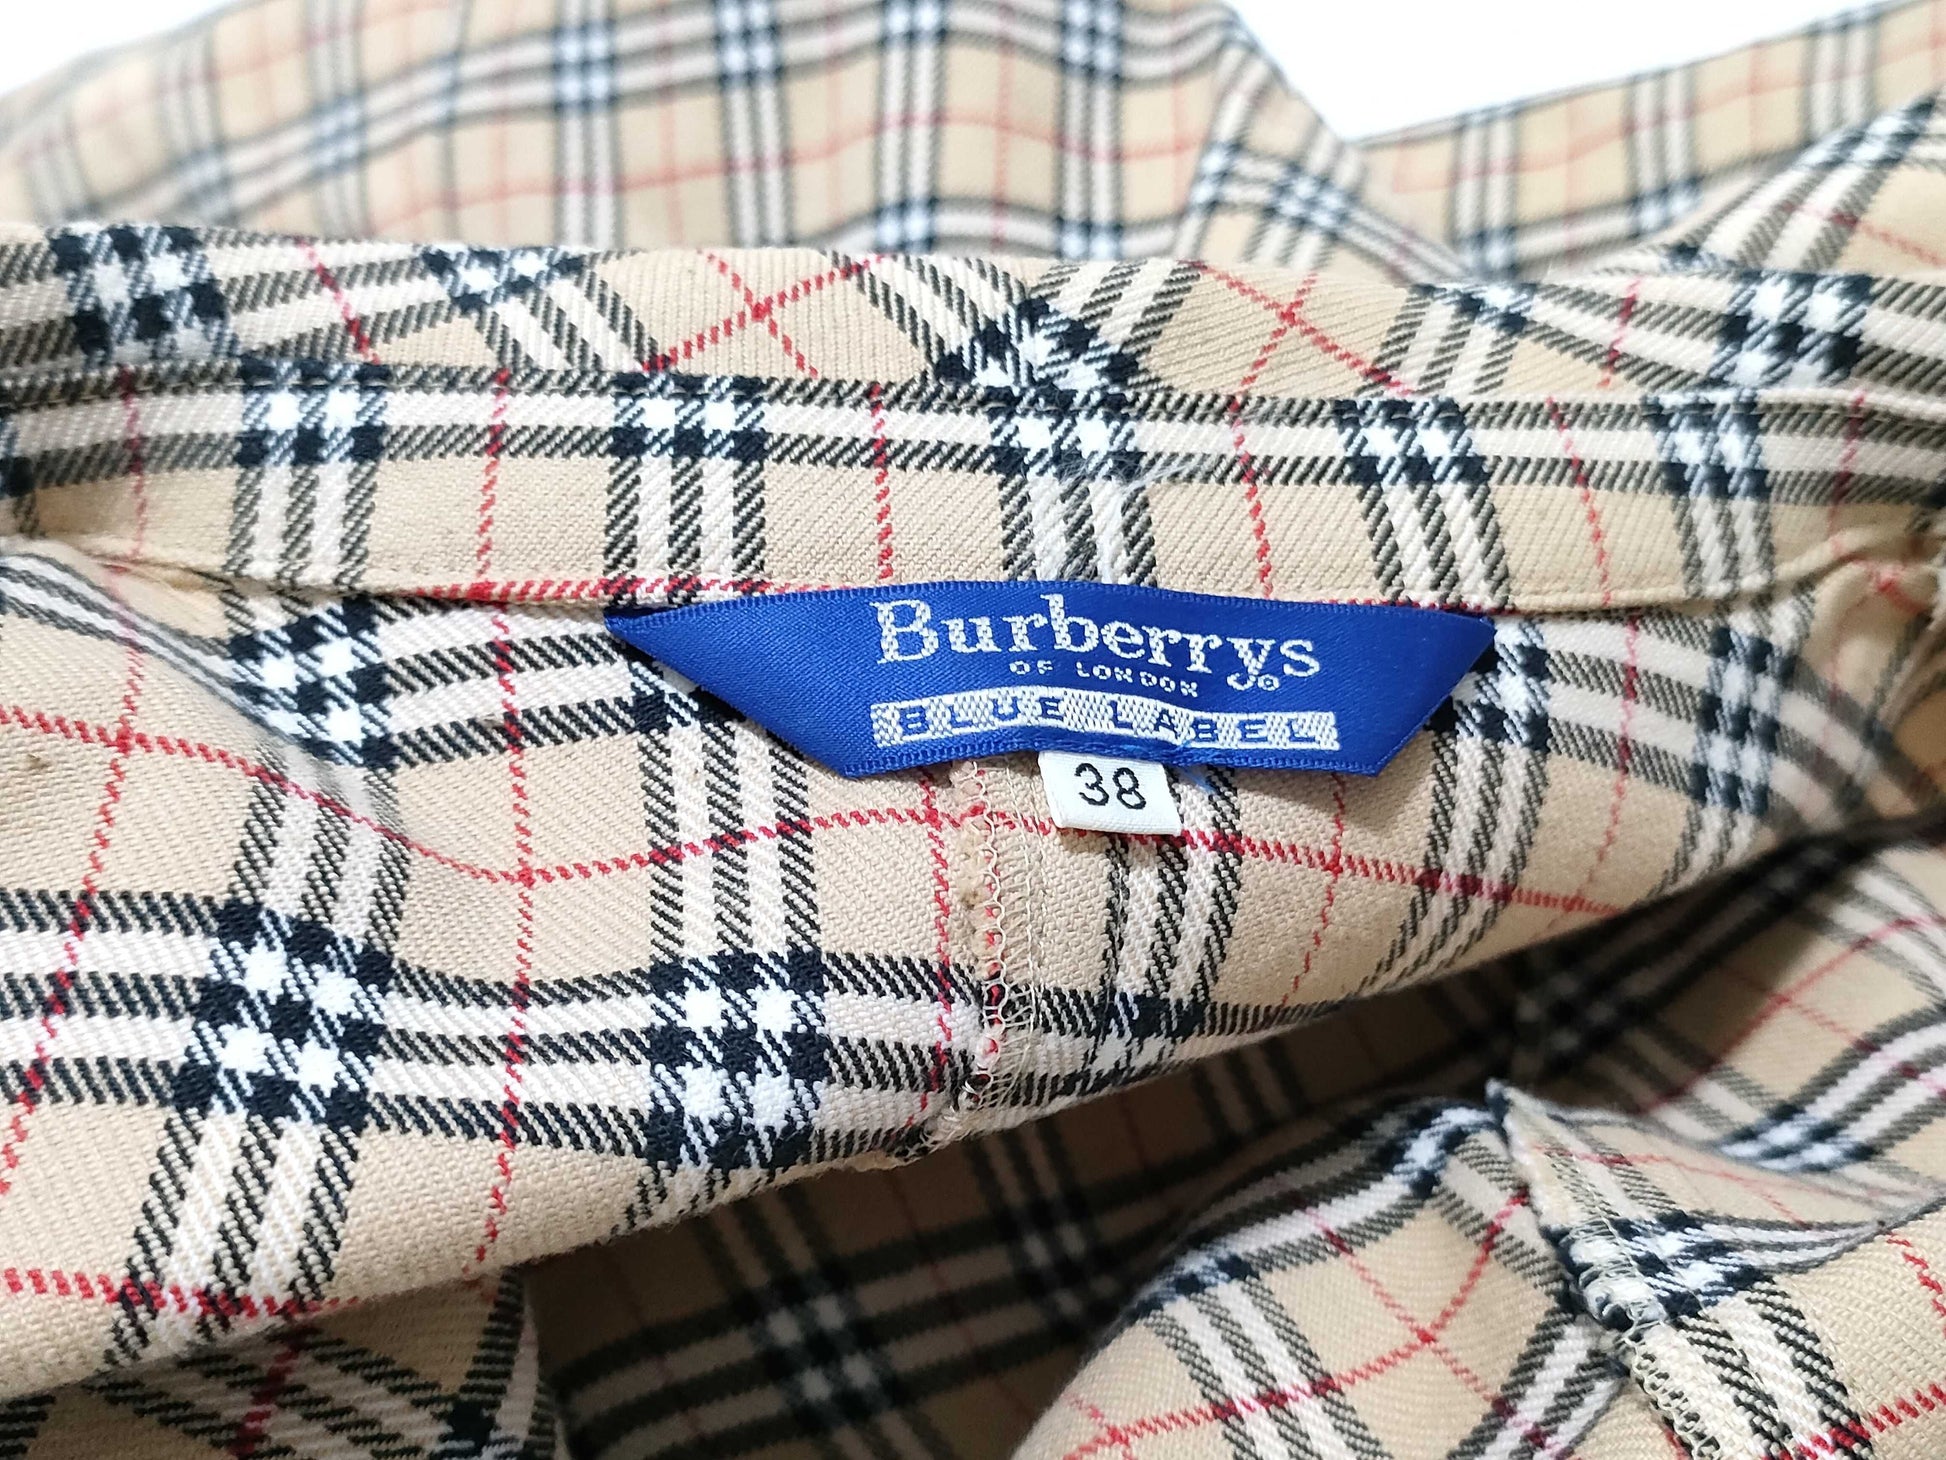 Burberrys
OF LONDON
BLUE LABEL
38